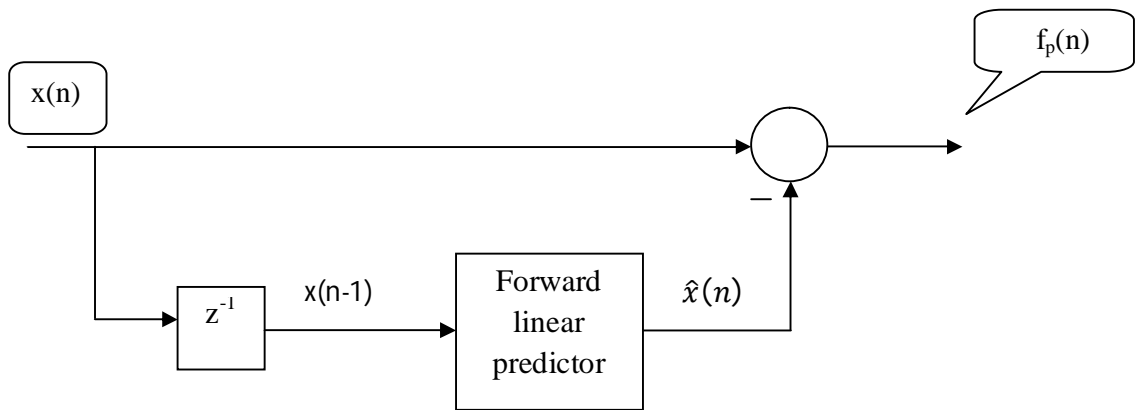 f_p(n)
x(n)
−
x(n-1)
x̂(n)
z^-1
Forward
linear
predictor